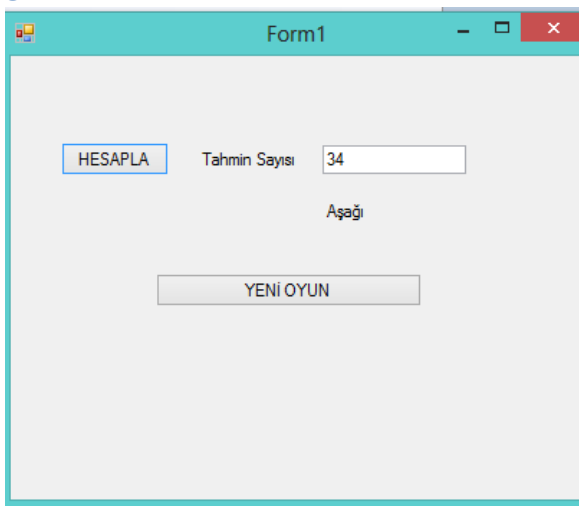 Form1
HESAPLA Tahmin Sayısı 34
Aşağı
YENİ OYUN